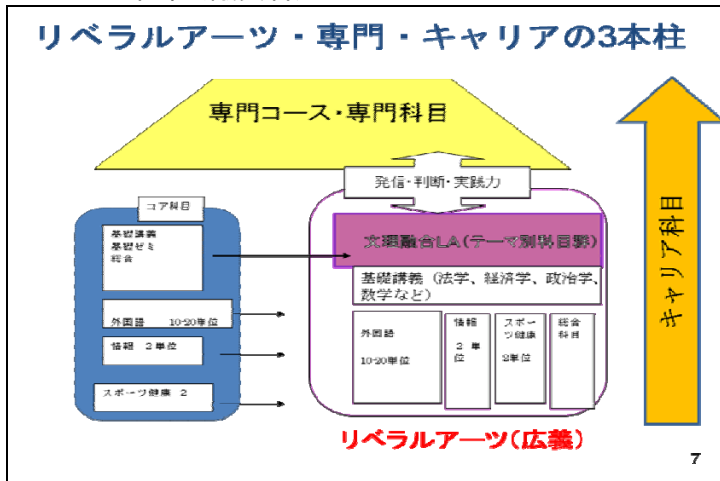 リベラルアーツ・専門・キャリアの3本柱
専門コース・専門科目
発信・判断・実践力
コア科目
基礎講義
基礎ゼミ
総合
外国語 10-20単位
情報 2単位
スポーツ健康 2
文理融合LA(テーマ別科目群)
基礎講義（法学、経済学、政治学、
数学など）
外国語
10-20単位
情報
2単
位
スポー
ツ健康
2単位
総合
科目
リベラルアーツ(広義)
キャリア科目
7